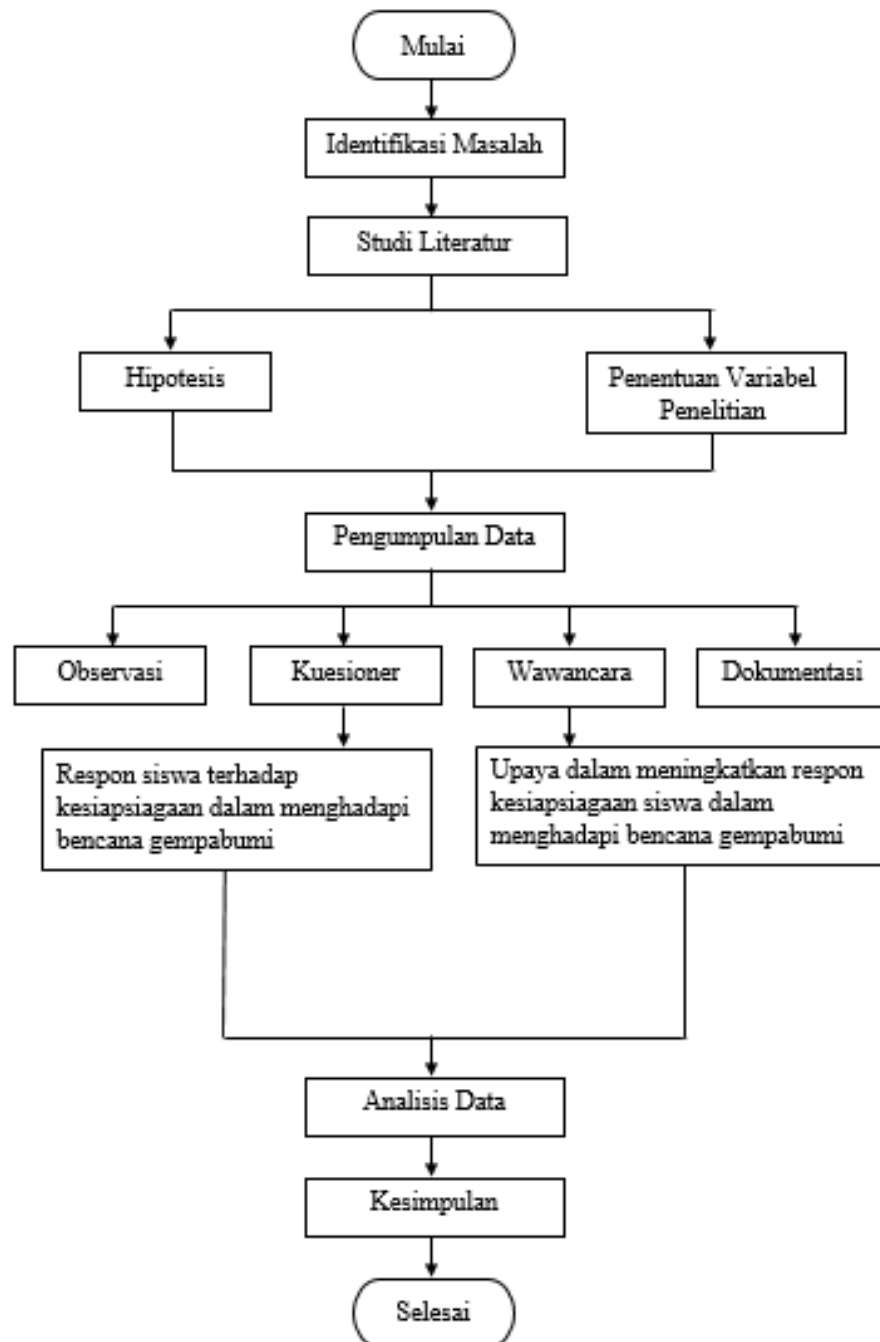 Mulai
Identifikasi Masalah
Studi Literatur
Hipotesis
Penentuan Variabel
Penelitian
Pengumpulan Data
Observasi
Kuesioner
Wawancara
Dokumentasi
Respon siswa terhadap
kesiapsiagaan dalam menghadapi
bencana gempabumi
Upaya dalam meningkatkan respon
kesiapsiagaan siswa dalam
menghadapi bencana gempabumi
Analisis Data
Kesimpulan
Selesai